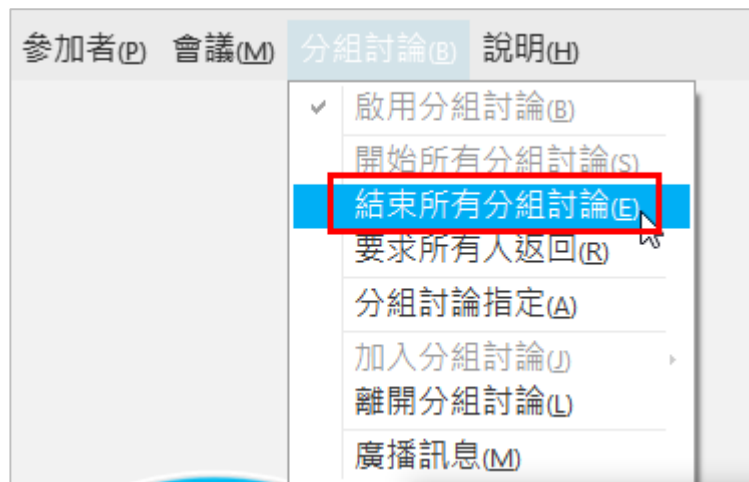 參加者(P) 會議(M) 分組討論(B) 說明(H)
啟用分組討論(B)
開始所有分組討論(S)
結束所有分組討論(E)
要求所有人返回(R)
分組討論指定(A)
加入分組討論(J)
離開分組討論(L)
廣播訊息(M)